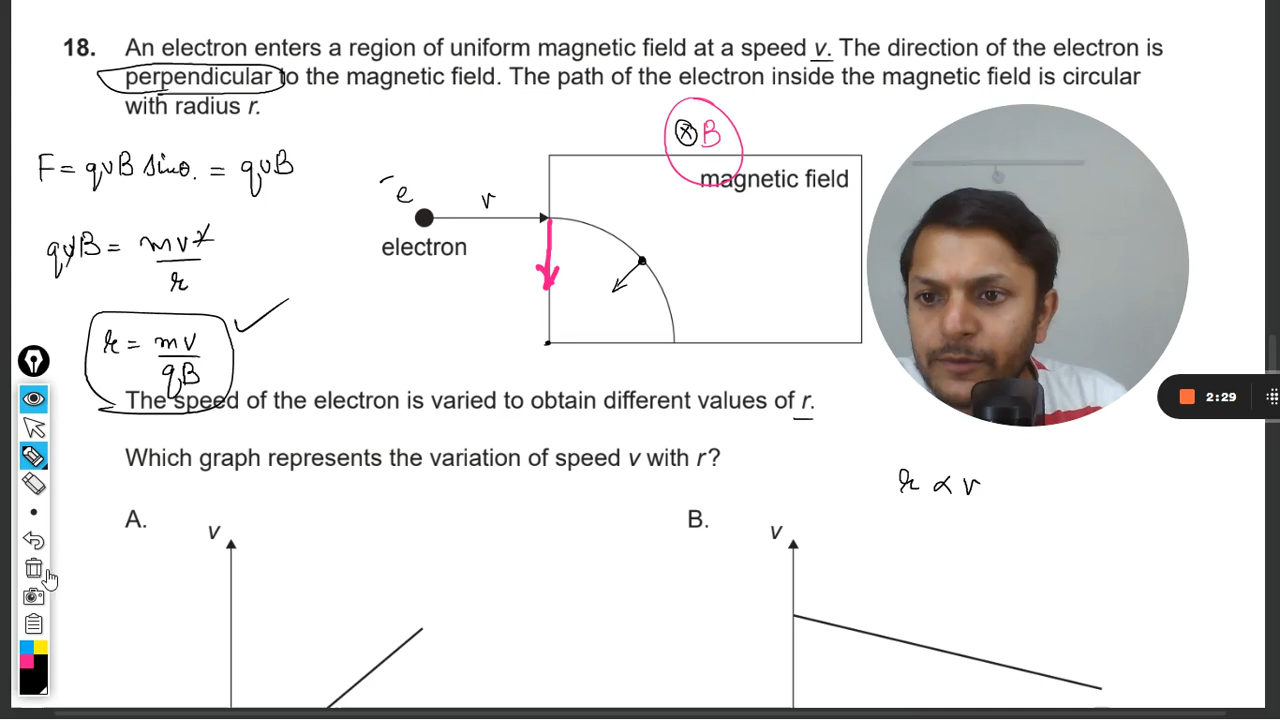 18. An electron enters a region of uniform magnetic field at a speed v. The direction of the electron is
perpendicular to the magnetic field. The path of the electron inside the magnetic field is circular
with radius r.
F = qvB sinθ. = qvB
⊗ B
magnetic field
-e
v
electron
qvB = mv²/r
r = mv/qB
The speed of the electron is varied to obtain different values of r.
2:29
Which graph represents the variation of speed v with r?
r ∝ v
A.
v
B.
v